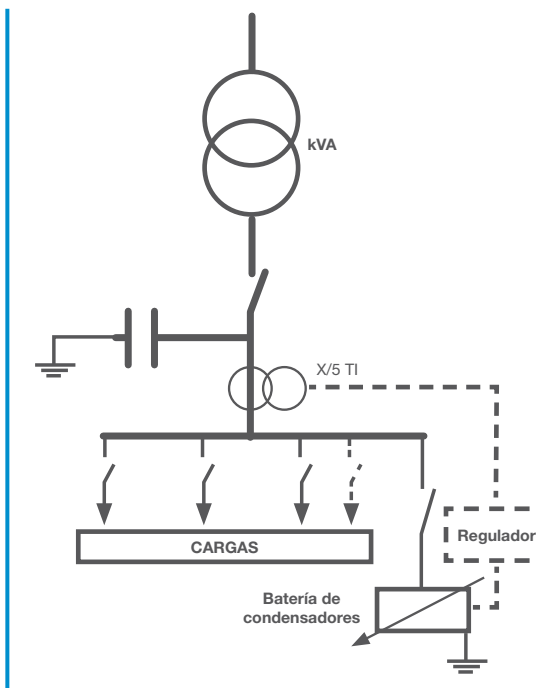 kVA
X/5 TI
CARGAS
Regulador
Batería de
condensadores